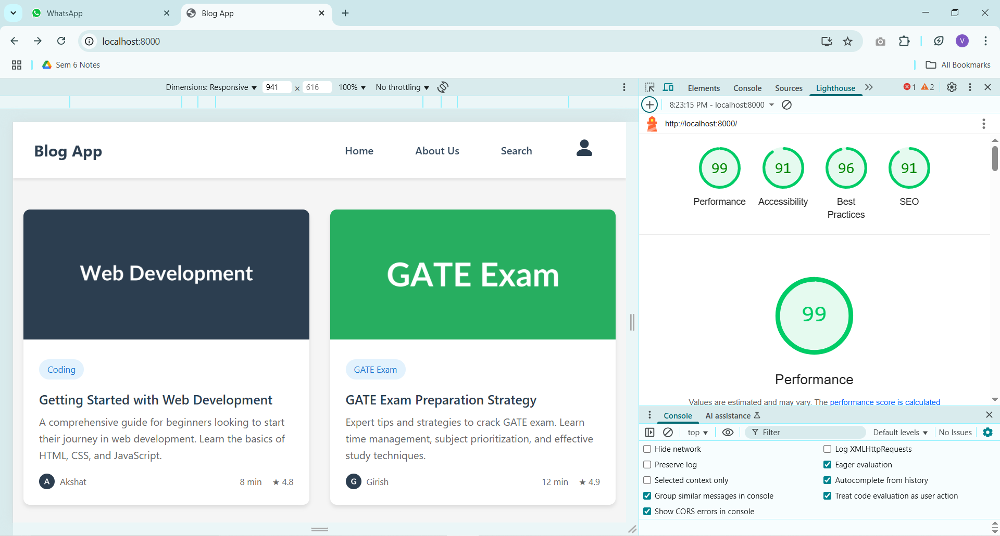 WhatsApp
Blog App
localhost:8000
Sem 6 Notes
All Bookmarks
Dimensions: Responsive 941 × 616 100% No throttling
Elements Console Sources Lighthouse 1 2
8:23:15 PM - localhost:8000
http://localhost:8000/
Blog App
Home About Us Search
99 91 96 91
Performance Accessibility Best Practices SEO
99
Performance
Values are estimated and may vary. The performance score is calculated
Web Development
Coding
Getting Started with Web Development
A comprehensive guide for beginners looking to start
their journey in web development. Learn the basics of
HTML, CSS, and JavaScript.
A Akshat 8 min ★ 4.8
GATE Exam
GATE Exam
GATE Exam Preparation Strategy
Expert tips and strategies to crack GATE exam. Learn
time management, subject prioritization, and effective
study techniques.
G Girish 12 min ★ 4.9
Console AI assistance
top Filter Default levels No Issues
Hide network Log XMLHttpRequests
Preserve log Eager evaluation
Selected context only Autocomplete from history
Group similar messages in console Treat code evaluation as user action
Show CORS errors in console
V